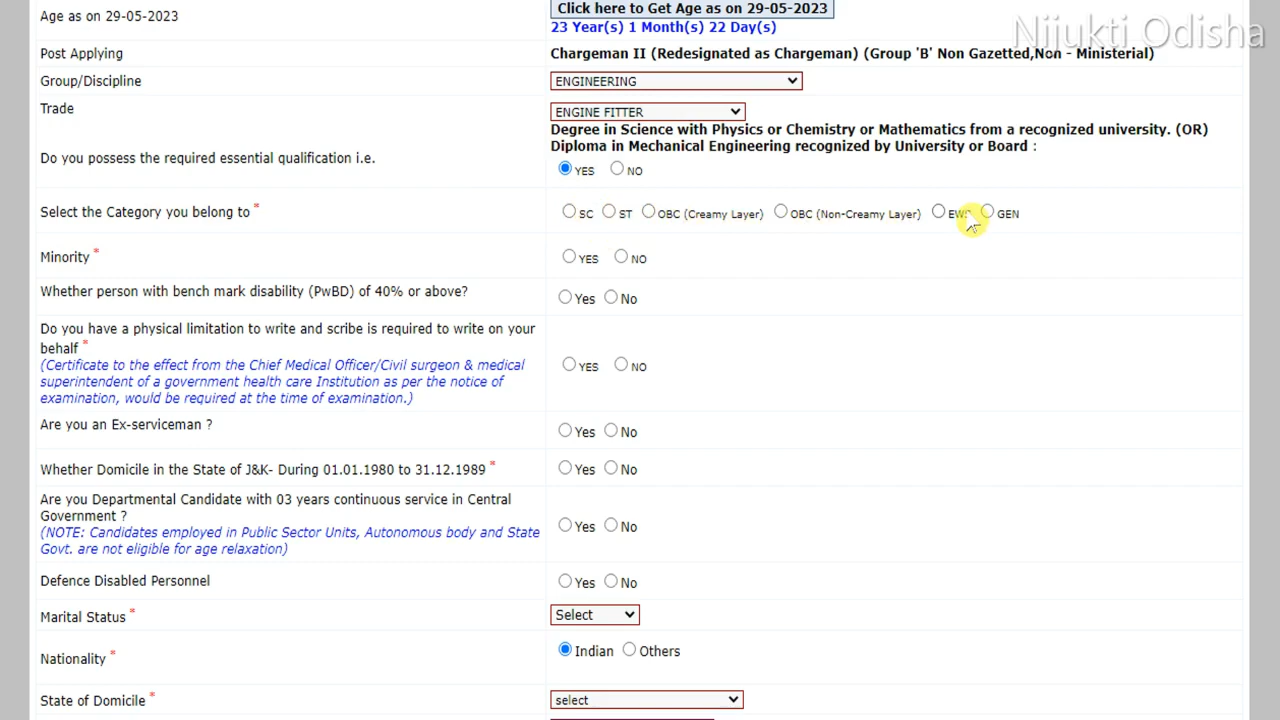 Age as on 29-05-2023
Click here to Get Age as on 29-05-2023
23 Year(s) 1 Month(s) 22 Day(s)
Nijukti Odisha
Post Applying
Chargeman II (Redesignated as Chargeman) (Group 'B' Non Gazetted,Non - Ministerial)
Group/Discipline
ENGINEERING
Trade
ENGINE FITTER
Do you possess the required essential qualification i.e.
Degree in Science with Physics or Chemistry or Mathematics from a recognized university. (OR)
Diploma in Mechanical Engineering recognized by University or Board :
YES NO
Select the Category you belong to *
SC ST OBC (Creamy Layer) OBC (Non-Creamy Layer) EWS GEN
Minority *
YES NO
Whether person with bench mark disability (PwBD) of 40% or above?
Yes No
Do you have a physical limitation to write and scribe is required to write on your
behalf *
(Certificate to the effect from the Chief Medical Officer/Civil surgeon & medical
superintendent of a government health care Institution as per the notice of
examination, would be required at the time of examination.)
YES NO
Are you an Ex-serviceman ?
Yes No
Whether Domicile in the State of J&K- During 01.01.1980 to 31.12.1989 *
Yes No
Are you Departmental Candidate with 03 years continuous service in Central
Government ?
(NOTE: Candidates employed in Public Sector Units, Autonomous body and State
Govt. are not eligible for age relaxation)
Yes No
Defence Disabled Personnel
Yes No
Marital Status *
Select
Nationality *
Indian Others
State of Domicile *
select